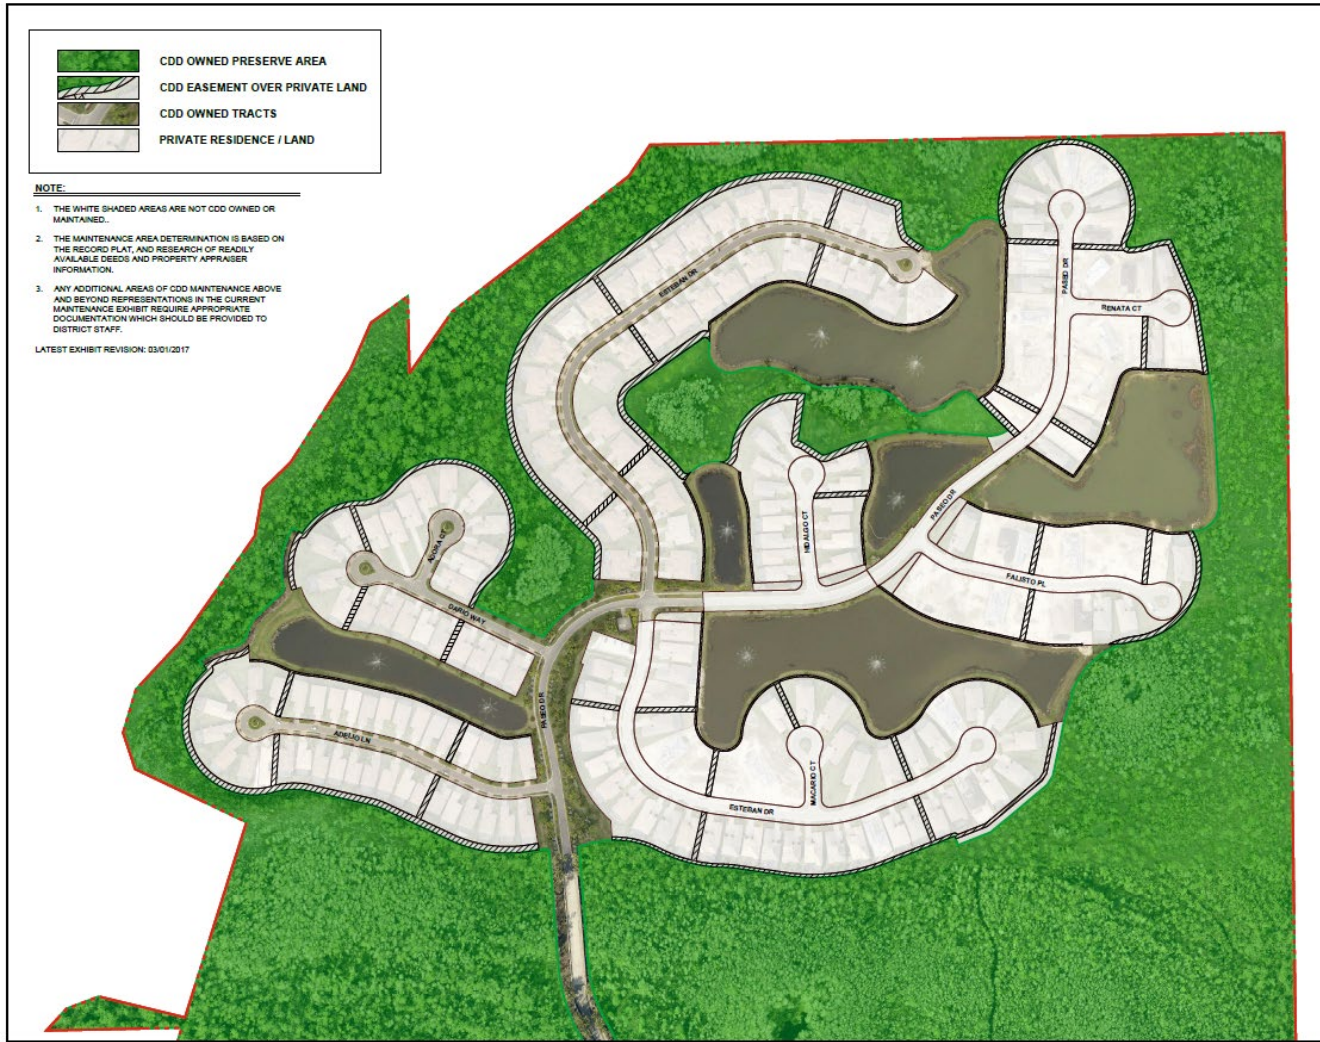 CDD OWNED PRESERVE AREA
CDD EASEMENT OVER PRIVATE LAND
CDD OWNED TRACTS
PRIVATE RESIDENCE / LAND
NOTE:
1. THE WHITE SHADED AREAS ARE NOT CDD OWNED OR
MAINTAINED..
2. THE MAINTENANCE AREA DETERMINATION IS BASED ON
THE RECORD PLAT, AND RESEARCH OF READILY
AVAILABLE DEEDS AND PROPERTY APPRAISER
INFORMATION.
3. ANY ADDITIONAL AREAS OF CDD MAINTENANCE ABOVE
AND BEYOND REPRESENTATIONS IN THE CURRENT
MAINTENANCE EXHIBIT REQUIRE APPROPRIATE
DOCUMENTATION WHICH SHOULD BE PROVIDED TO
DISTRICT STAFF.
LATEST EXHIBIT REVISION: 03/01/2017
ESTEBAN DR
PASEO DR
RENATA CT
HIDALGO CT
PASEO DR
FALISTO PL
DARIO WAY
PASEO DR
ADELIO LN
ESTEBAN DR
MACARIO CT